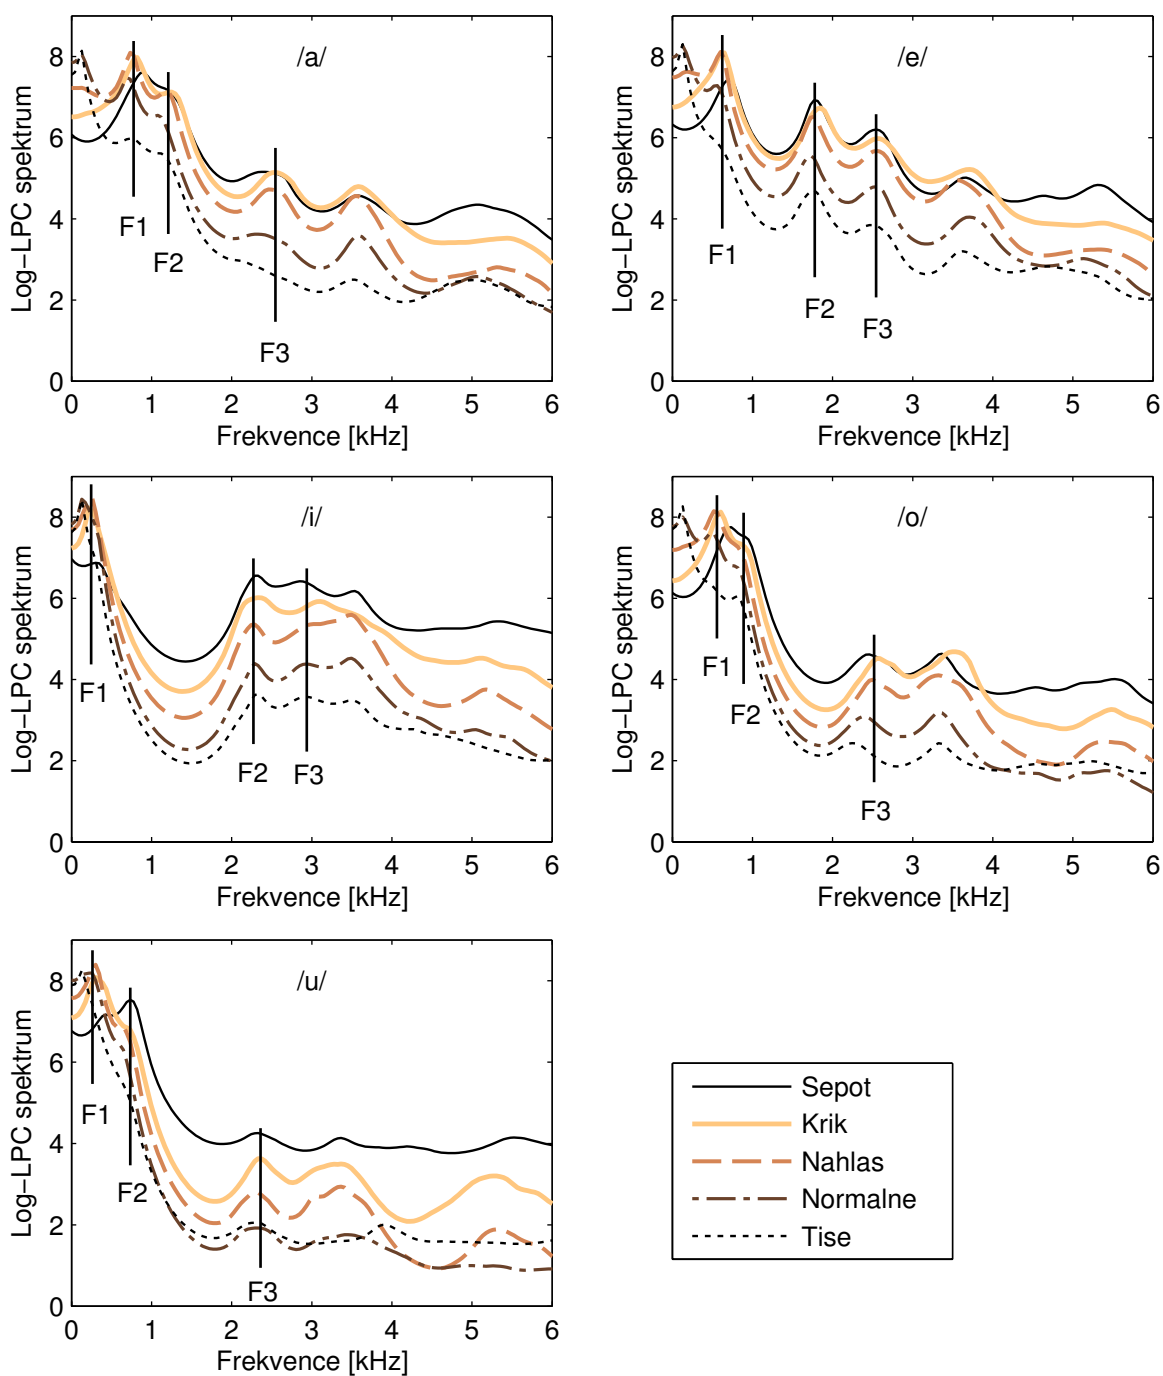 /a/
Log–LPC spektrum
8
6
4
2
0
F1
F2
F3
0 1 2 3 4 5 6
Frekvence [kHz]
/e/
Log–LPC spektrum
8
6
4
2
0
F1
F2
F3
0 1 2 3 4 5 6
Frekvence [kHz]
/i/
Log–LPC spektrum
8
6
4
2
0
F1
F2
F3
0 1 2 3 4 5 6
Frekvence [kHz]
/o/
Log–LPC spektrum
8
6
4
2
0
F1
F2
F3
0 1 2 3 4 5 6
Frekvence [kHz]
/u/
Log–LPC spektrum
8
6
4
2
0
F1
F2
F3
0 1 2 3 4 5 6
Frekvence [kHz]
Sepot
Krik
Nahlas
Normalne
Tise